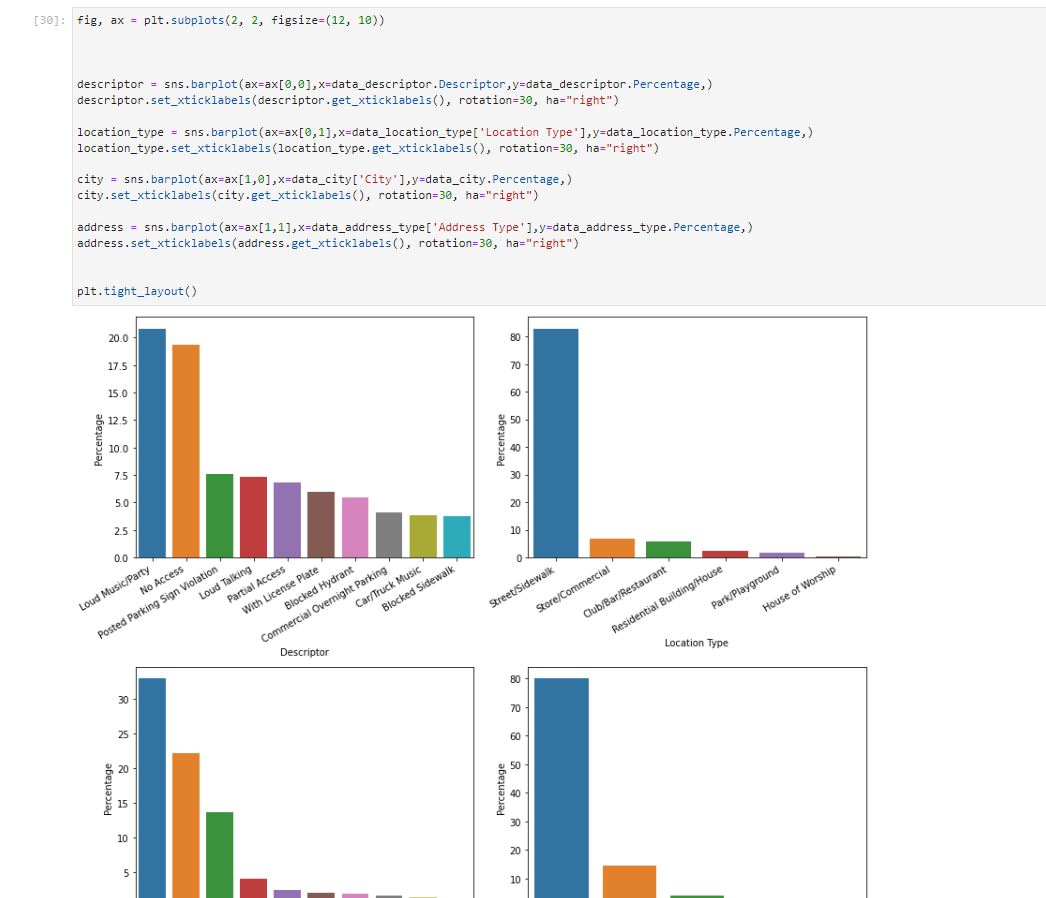 [30]: fig, ax = plt.subplots(2, 2, figsize=(12, 10))
descriptor = sns.barplot(ax=ax[0,0],x=data_descriptor.Descriptor,y=data_descriptor.Percentage,)
descriptor.set_xticklabels(descriptor.get_xticklabels(), rotation=30, ha="right")
location_type = sns.barplot(ax=ax[0,1],x=data_location_type['Location Type'],y=data_location_type.Percentage,)
location_type.set_xticklabels(location_type.get_xticklabels(), rotation=30, ha="right")
city = sns.barplot(ax=ax[1,0],x=data_city['City'],y=data_city.Percentage,)
city.set_xticklabels(city.get_xticklabels(), rotation=30, ha="right")
address = sns.barplot(ax=ax[1,1],x=data_address_type['Address Type'],y=data_address_type.Percentage,)
address.set_xticklabels(address.get_xticklabels(), rotation=30, ha="right")
plt.tight_layout()
Percentage
20.0
17.5
15.0
12.5
10.0
7.5
5.0
2.5
0.0
Loud Music/Party
No Access
Posted Parking Sign Violation
Loud Talking
Partial Access
With License Plate
Blocked Hydrant
Commercial Overnight Parking
Car/Truck Music
Blocked Sidewalk
Descriptor
Percentage
80
70
60
50
40
30
20
10
0
Street/Sidewalk
Store/Commercial
Club/Bar/Restaurant
Residential Building/House
Park/Playground
House of Worship
Location Type
Percentage
30
25
20
15
10
5
Percentage
80
70
60
50
40
30
20
10